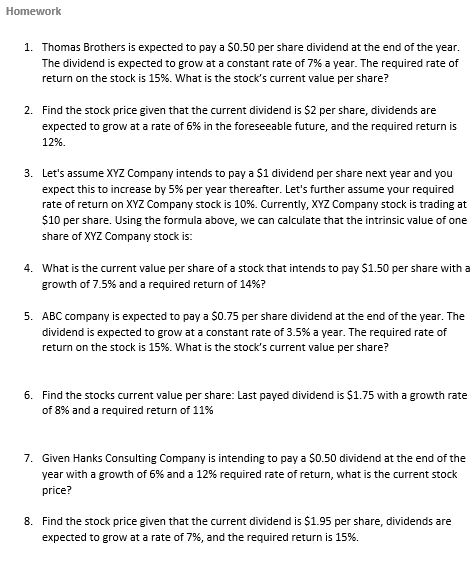 Homework
1. Thomas Brothers is expected to pay a $0.50 per share dividend at the end of the year.
The dividend is expected to grow at a constant rate of 7% a year. The required rate of
return on the stock is 15%. What is the stock's current value per share?
2. Find the stock price given that the current dividend is $2 per share, dividends are
expected to grow at a rate of 6% in the foreseeable future, and the required return is
12%.
3. Let's assume XYZ Company intends to pay a $1 dividend per share next year and you
expect this to increase by 5% per year thereafter. Let's further assume your required
rate of return on XYZ Company stock is 10%. Currently, XYZ Company stock is trading at
$10 per share. Using the formula above, we can calculate that the intrinsic value of one
share of XYZ Company stock is:
4. What is the current value per share of a stock that intends to pay $1.50 per share with a
growth of 7.5% and a required return of 14%?
5. ABC company is expected to pay a $0.75 per share dividend at the end of the year. The
dividend is expected to grow at a constant rate of 3.5% a year. The required rate of
return on the stock is 15%. What is the stock's current value per share?
6. Find the stocks current value per share: Last payed dividend is $1.75 with a growth rate
of 8% and a required return of 11%
7. Given Hanks Consulting Company is intending to pay a $0.50 dividend at the end of the
year with a growth of 6% and a 12% required rate of return, what is the current stock
price?
8. Find the stock price given that the current dividend is $1.95 per share, dividends are
expected to grow at a rate of 7%, and the required return is 15%.